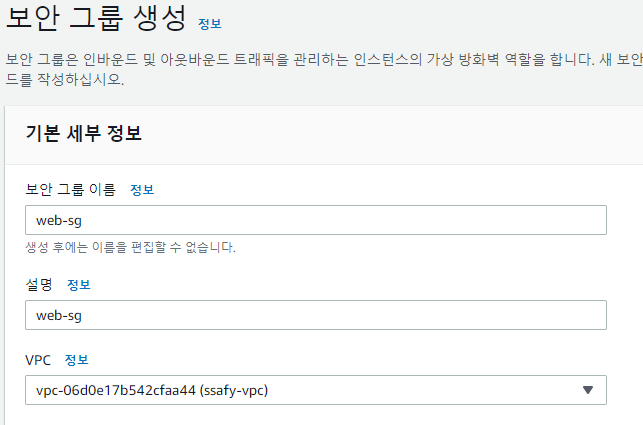 보안 그룹 생성 정보
보안 그룹은 인바운드 및 아웃바운드 트래픽을 관리하는 인스턴스의 가상 방화벽 역할을 합니다. 새 보안
드를 작성하십시오.
기본 세부 정보
보안 그룹 이름 정보
web-sg
생성 후에는 이름을 편집할 수 없습니다.
설명 정보
web-sg
VPC 정보
vpc-06d0e17b542cfaa44 (ssafy-vpc)